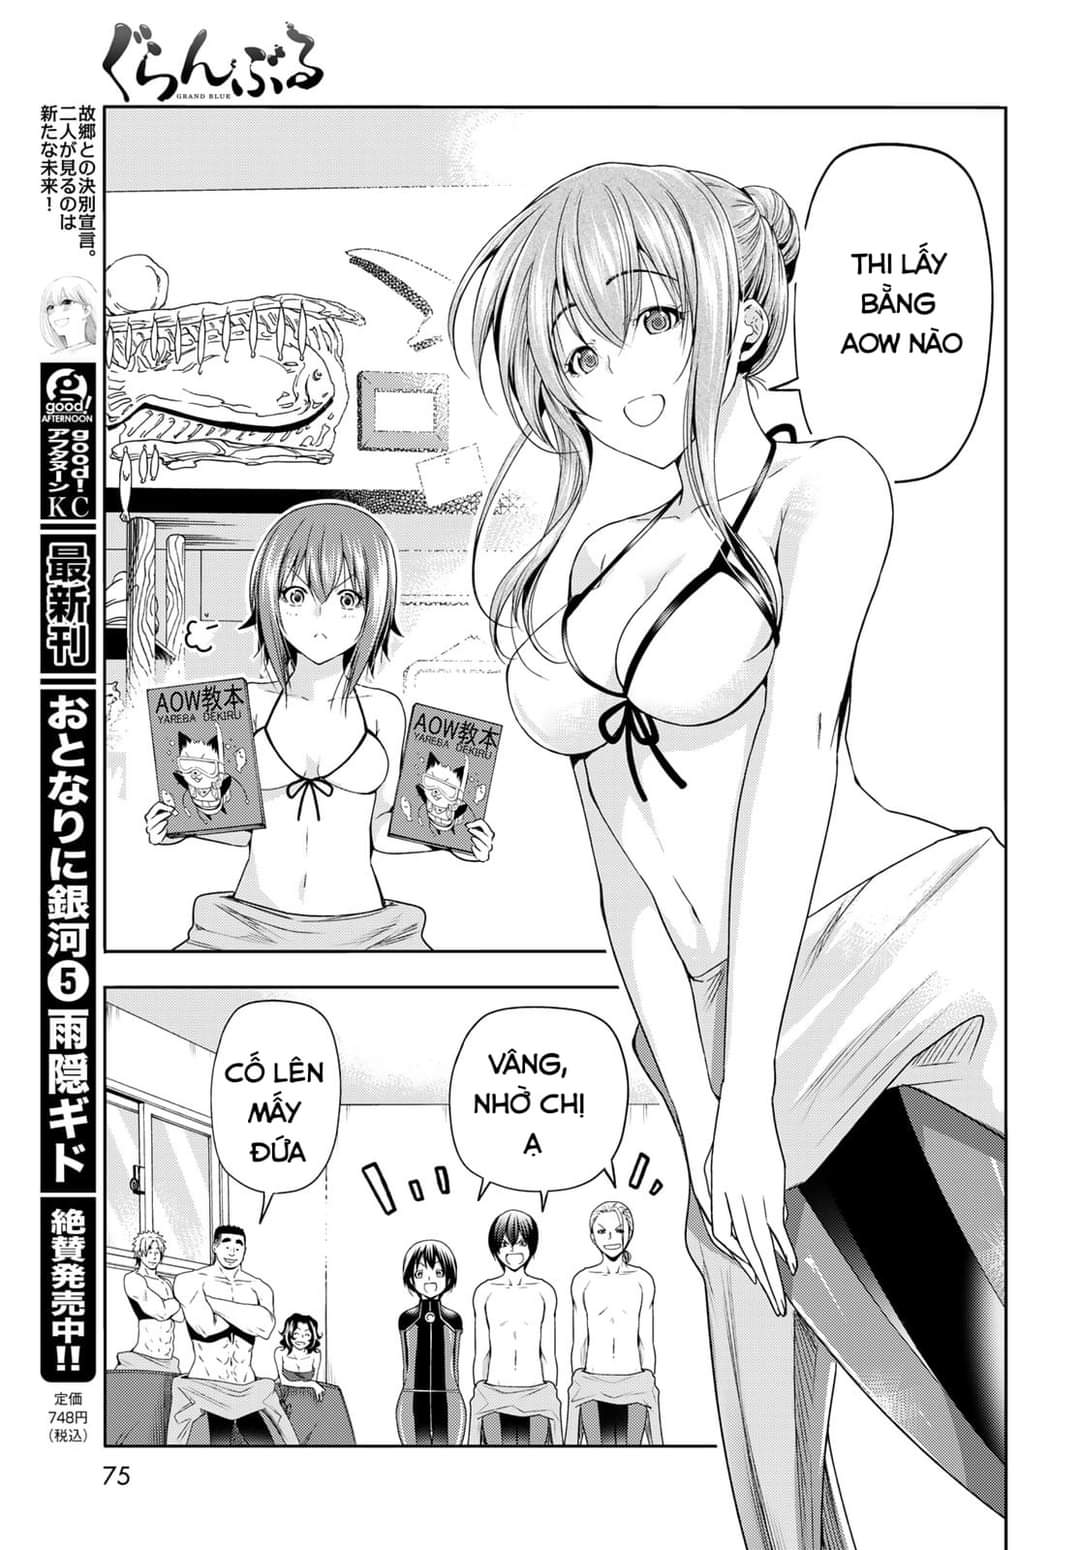 ぐらんぶる
GRAND BLUE
故郷との決別宣言。
二人が見るのは
新たな未来！
good!
AFTERNOON
good!
アフタヌーン
KC
最新刊
おとなりに銀河❺
雨隠ギド
絶賛発売中!!
定価
748円
（税込）
THI LẤY
BẰNG
AOW NÀO
AOW教本
YAREBA DEKIRU
AOW教本
YAREBA DEKIRU
VÂNG,
NHỜ CHỊ
Ạ
CỐ LÊN
MẤY
ĐỨA
75